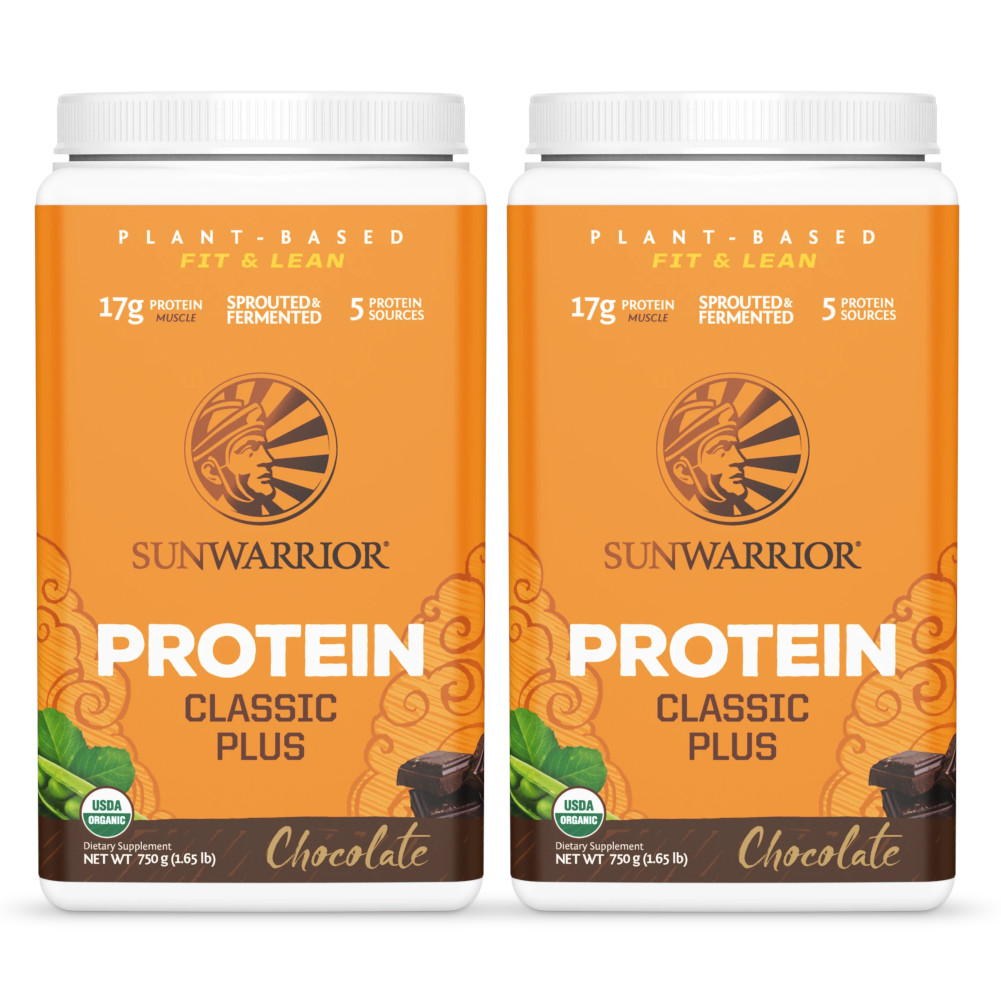 PLANT-BASED
FIT & LEAN
17g PROTEIN MUSCLE
SPROUTED & FERMENTED
5 PROTEIN SOURCES
SUNWARRIOR®
PROTEIN
CLASSIC
PLUS
USDA
ORGANIC
Dietary Supplement
NET WT 750 g (1.65 lb)
Chocolate
PLANT-BASED
FIT & LEAN
17g PROTEIN MUSCLE
SPROUTED & FERMENTED
5 PROTEIN SOURCES
SUNWARRIOR®
PROTEIN
CLASSIC
PLUS
USDA
ORGANIC
Dietary Supplement
NET WT 750 g (1.65 lb)
Chocolate